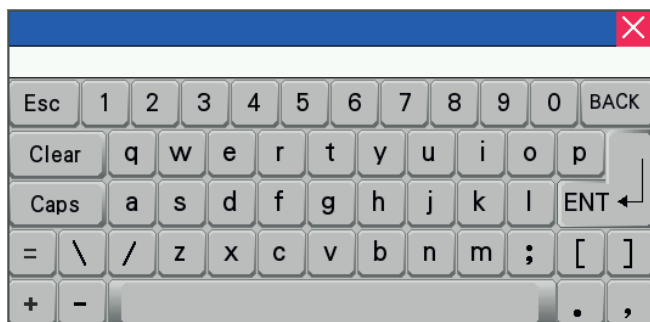 Esc 1 2 3 4 5 6 7 8 9 0 BACK
Clear q w e r t y u i o p
Caps a s d f g h j k l ENT
= \ / z x c v b n m ; [ ]
+ - . ,